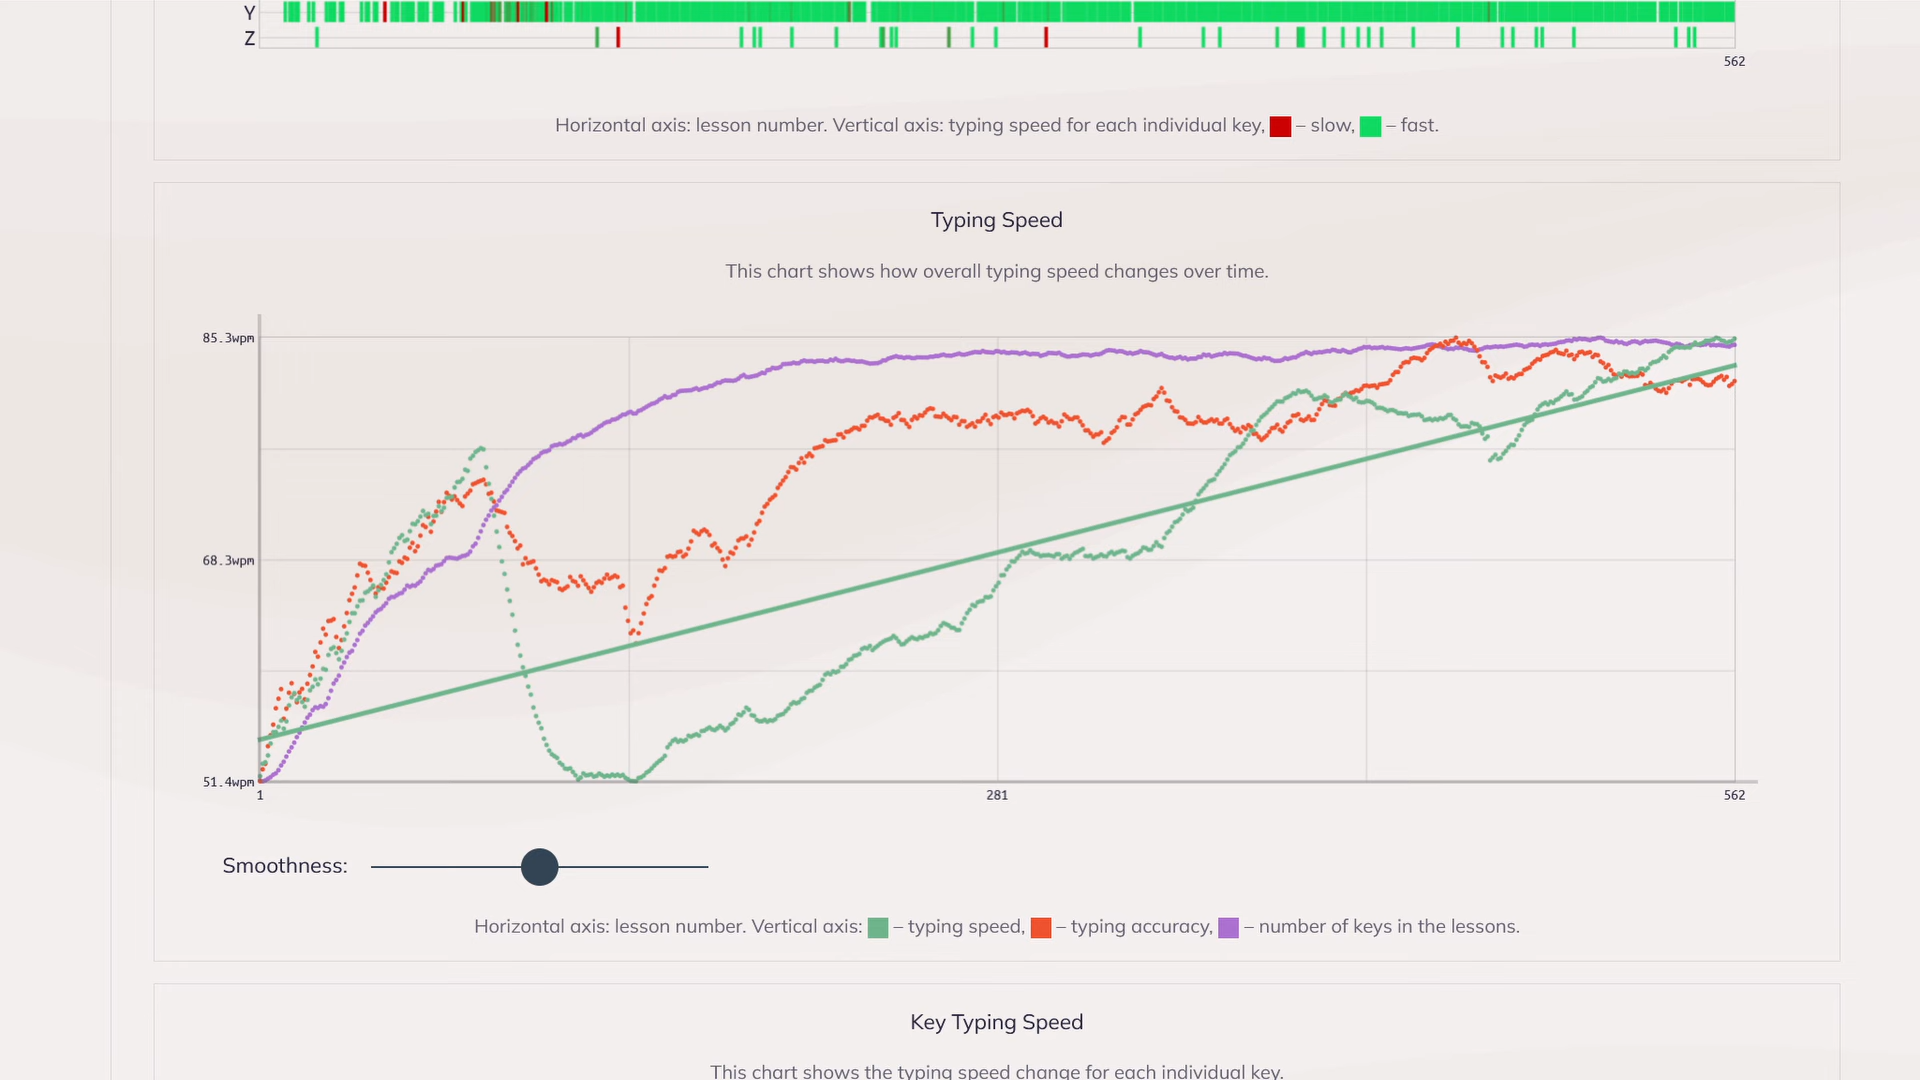 Y
Z
562
Horizontal axis: lesson number. Vertical axis: typing speed for each individual key, – slow, – fast.
Typing Speed
This chart shows how overall typing speed changes over time.
85.3wpm
68.3wpm
51.4wpm
1
281
562
Smoothness:
Horizontal axis: lesson number. Vertical axis: – typing speed, – typing accuracy, – number of keys in the lessons.
Key Typing Speed
This chart shows the typing speed change for each individual key.